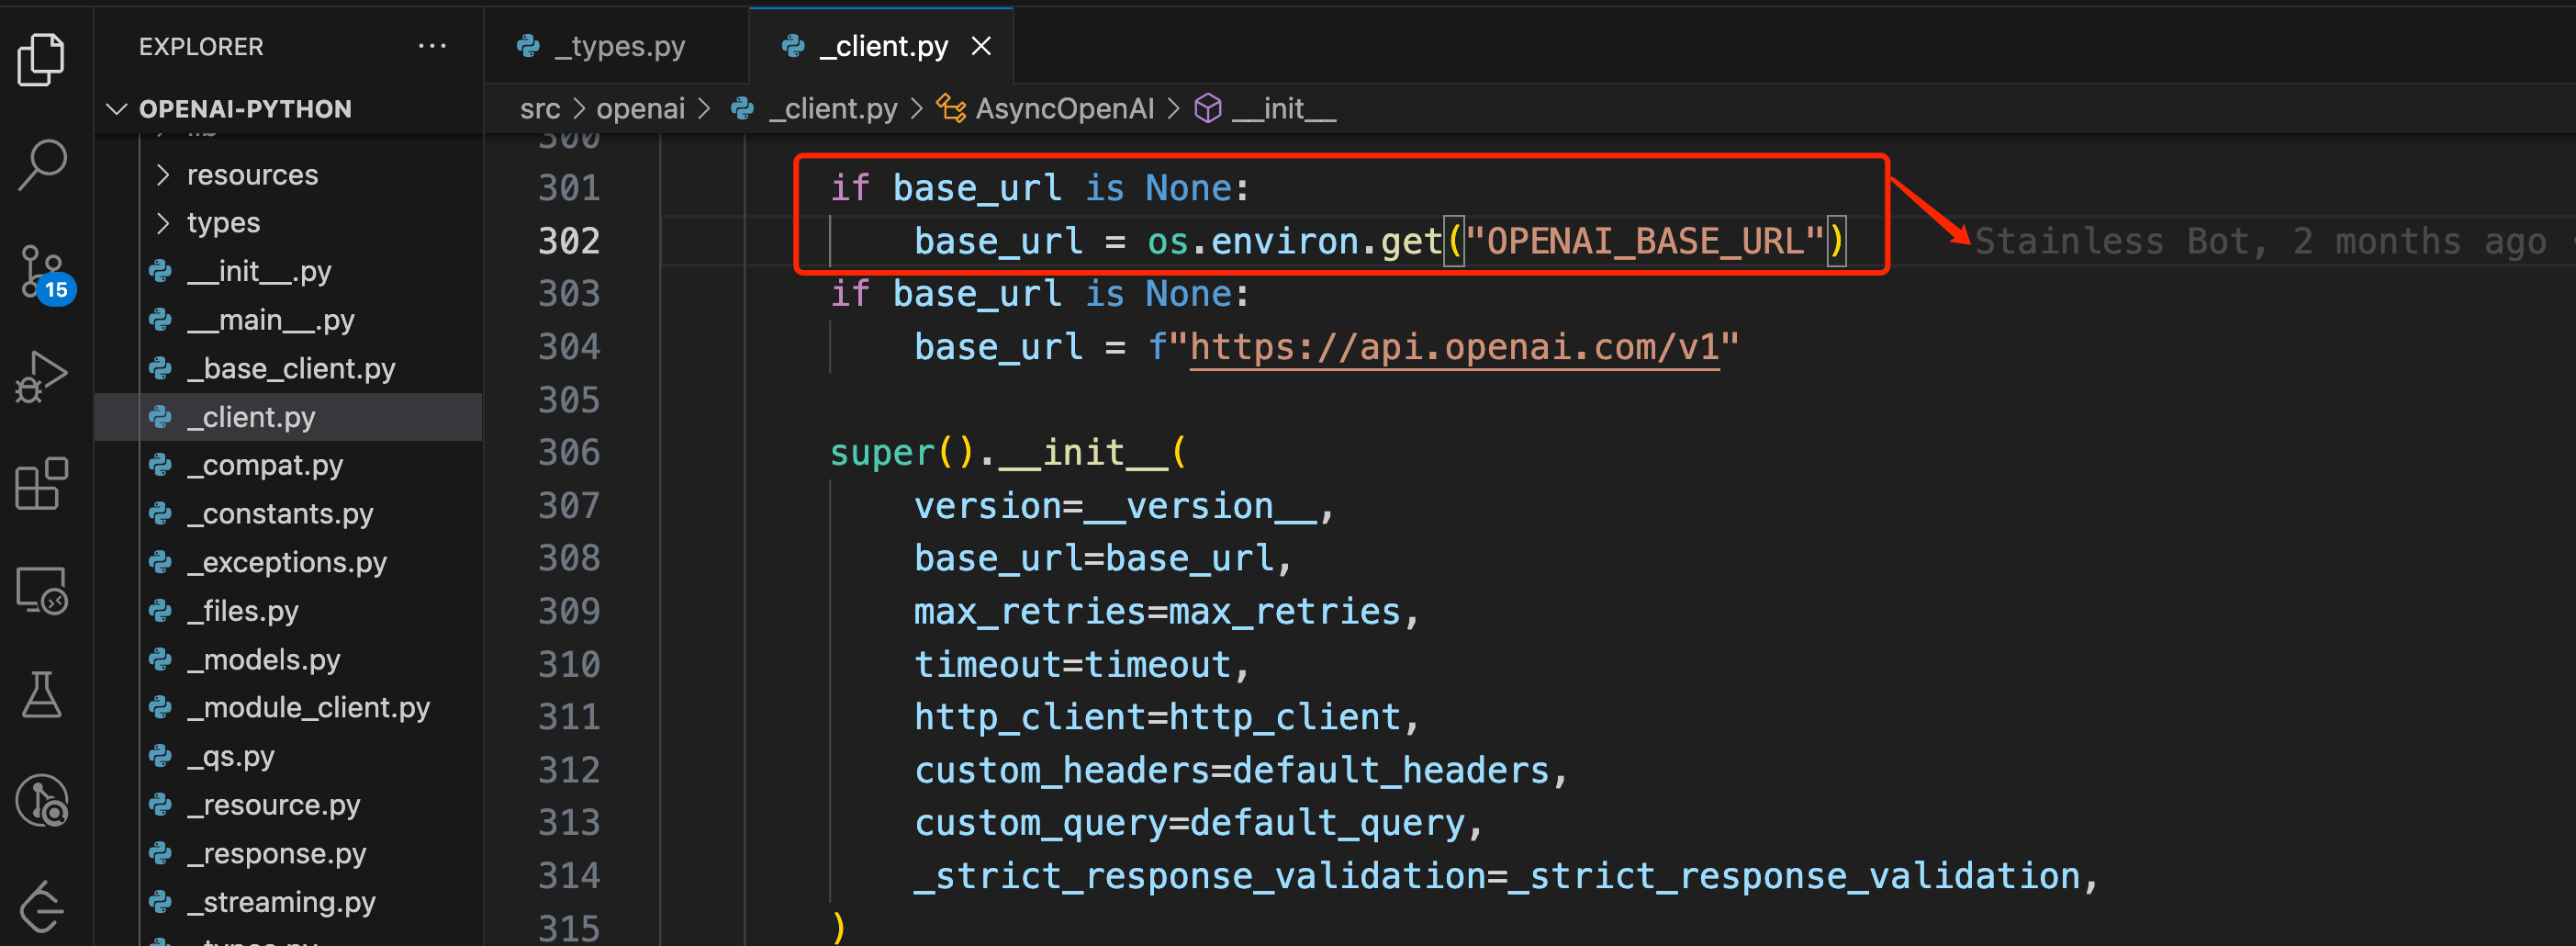 EXPLORER ···
_types.py
_client.py
OPENAI-PYTHON
src > openai > _client.py > AsyncOpenAI > __init__
lib
resources
types
__init__.py
__main__.py
_base_client.py
_client.py
_compat.py
_constants.py
_exceptions.py
_files.py
_models.py
_module_client.py
_qs.py
_resource.py
_response.py
_streaming.py
_types.py
15
300
301 if base_url is None:
302 base_url = os.environ.get("OPENAI_BASE_URL") Stainless Bot, 2 months ago
303 if base_url is None:
304 base_url = f"https://api.openai.com/v1"
305
306 super().__init__(
307 version=__version__,
308 base_url=base_url,
309 max_retries=max_retries,
310 timeout=timeout,
311 http_client=http_client,
312 custom_headers=default_headers,
313 custom_query=default_query,
314 _strict_response_validation=_strict_response_validation,
315 )